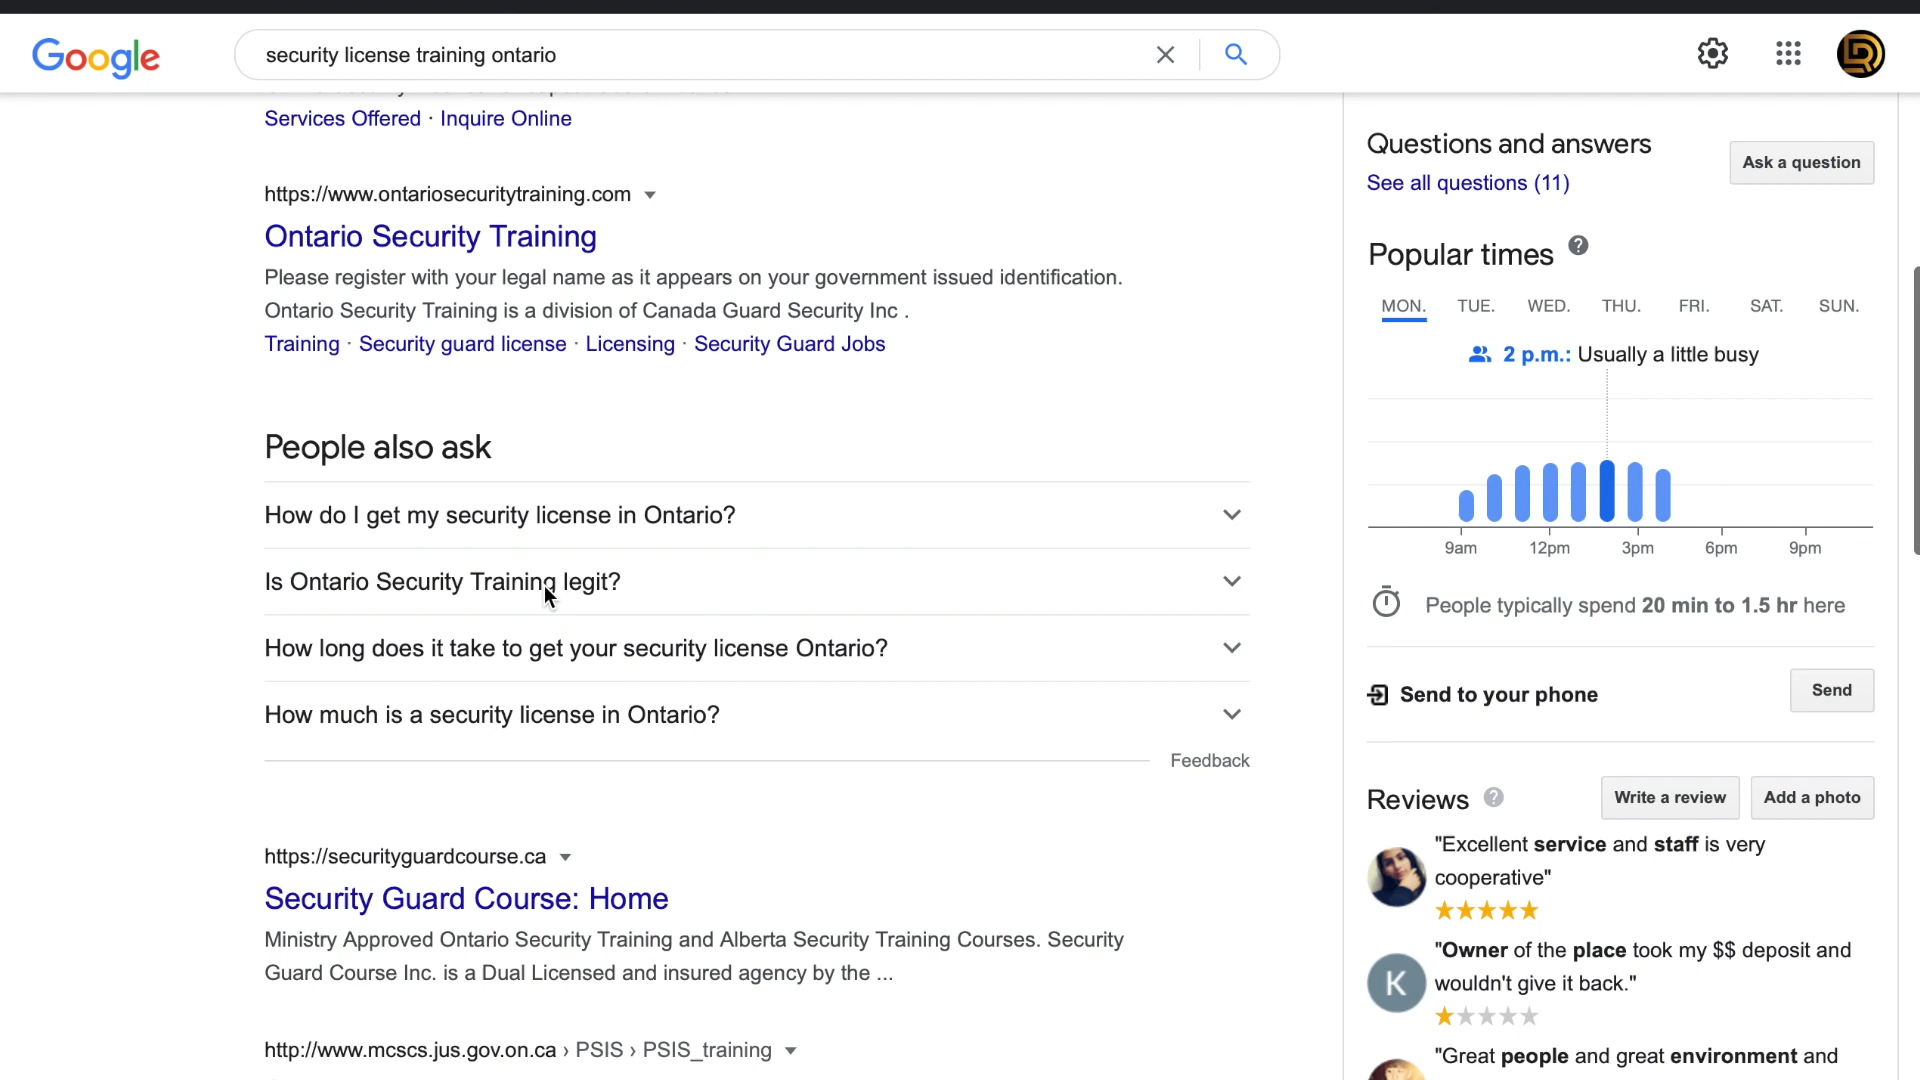 Google
security license training ontario
Services Offered · Inquire Online
https://www.ontariosecuritytraining.com
Ontario Security Training
Please register with your legal name as it appears on your government issued identification.
Ontario Security Training is a division of Canada Guard Security Inc .
Training · Security guard license · Licensing · Security Guard Jobs
People also ask
How do I get my security license in Ontario?
Is Ontario Security Training legit?
How long does it take to get your security license Ontario?
How much is a security license in Ontario?
Feedback
https://securityguardcourse.ca
Security Guard Course: Home
Ministry Approved Ontario Security Training and Alberta Security Training Courses. Security
Guard Course Inc. is a Dual Licensed and insured agency by the ...
http://www.mcscs.jus.gov.on.ca › PSIS › PSIS_training
Questions and answers
Ask a question
See all questions (11)
Popular times
MON. TUE. WED. THU. FRI. SAT. SUN.
2 p.m.: Usually a little busy
9am 12pm 3pm 6pm 9pm
People typically spend 20 min to 1.5 hr here
Send to your phone
Send
Reviews
Write a review
Add a photo
"Excellent service and staff is very
cooperative"
K
"Owner of the place took my $$ deposit and
wouldn't give it back."
"Great people and great environment and